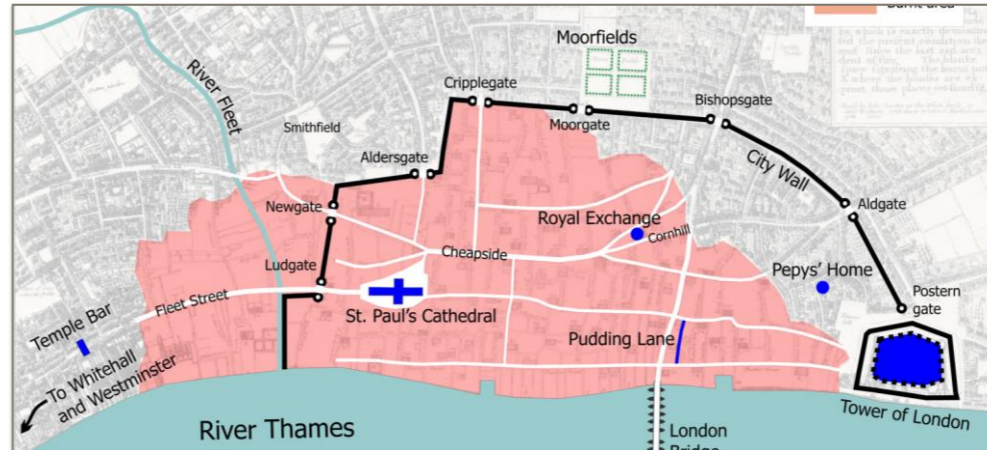 Burnt area
Moorfields
River Fleet
Cripplegate
Bishopsgate
Smithfield
Moorgate
Aldersgate
City Wall
Newgate
Royal Exchange
Cornhill
Aldgate
Cheapside
Ludgate
Pepys' Home
Fleet Street
Postern
gate
St. Paul's Cathedral
Pudding Lane
Temple Bar
To Whitehall
and Westminster
Tower of London
River Thames
London